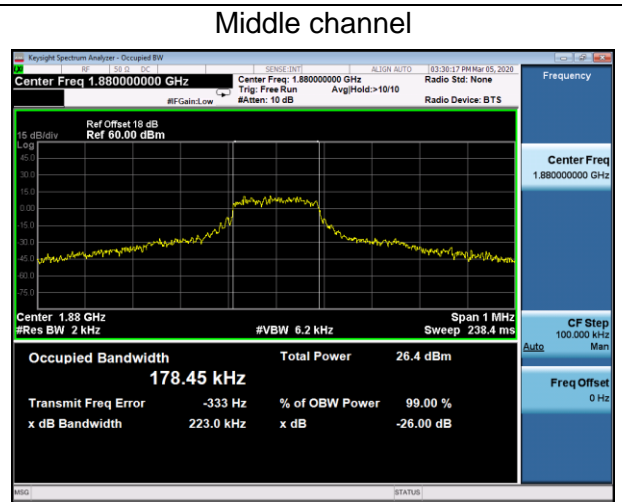 Middle channel
Keysight Spectrum Analyzer - Occupied BW
RF 50 Ω DC SENSE:INT ALIGN AUTO 03:30:17 PM Mar 05, 2020
Center Freq 1.880000000 GHz Center Freq: 1.880000000 GHz Radio Std: None Frequency
Trig: Free Run Avg|Hold:>10/10
#IFGain:Low #Atten: 10 dB Radio Device: BTS
Ref Offset 18 dB
15 dB/div Ref 60.00 dBm
Log
45.0
30.0
15.0
0.00
-15.0
-30.0
-45.0
-60.0
-75.0
Center Freq
1.880000000 GHz
Center 1.88 GHz Span 1 MHz
#Res BW 2 kHz #VBW 6.2 kHz Sweep 238.4 ms
CF Step
100.000 kHz
Auto Man
Occupied Bandwidth Total Power 26.4 dBm
178.45 kHz
Transmit Freq Error -333 Hz % of OBW Power 99.00 %
x dB Bandwidth 223.0 kHz x dB -26.00 dB
Freq Offset
0 Hz
MSG STATUS